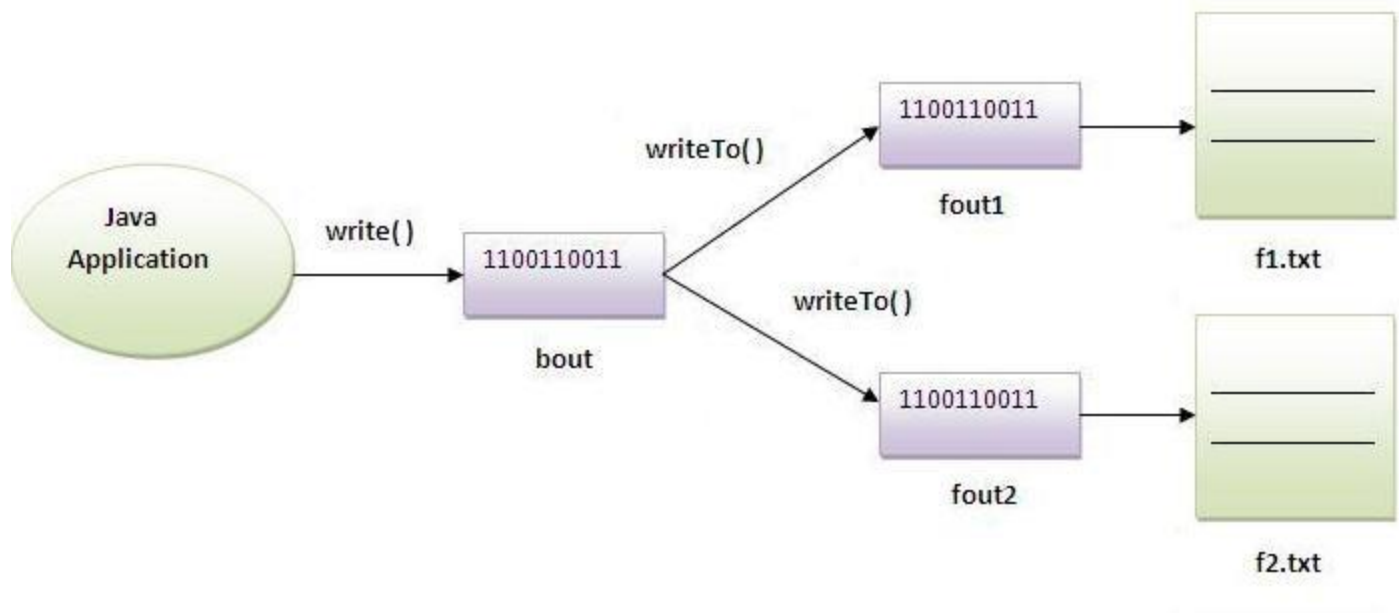 Java
Application
write( )
1100110011
bout
writeTo( )
1100110011
fout1
f1.txt
writeTo( )
1100110011
fout2
f2.txt